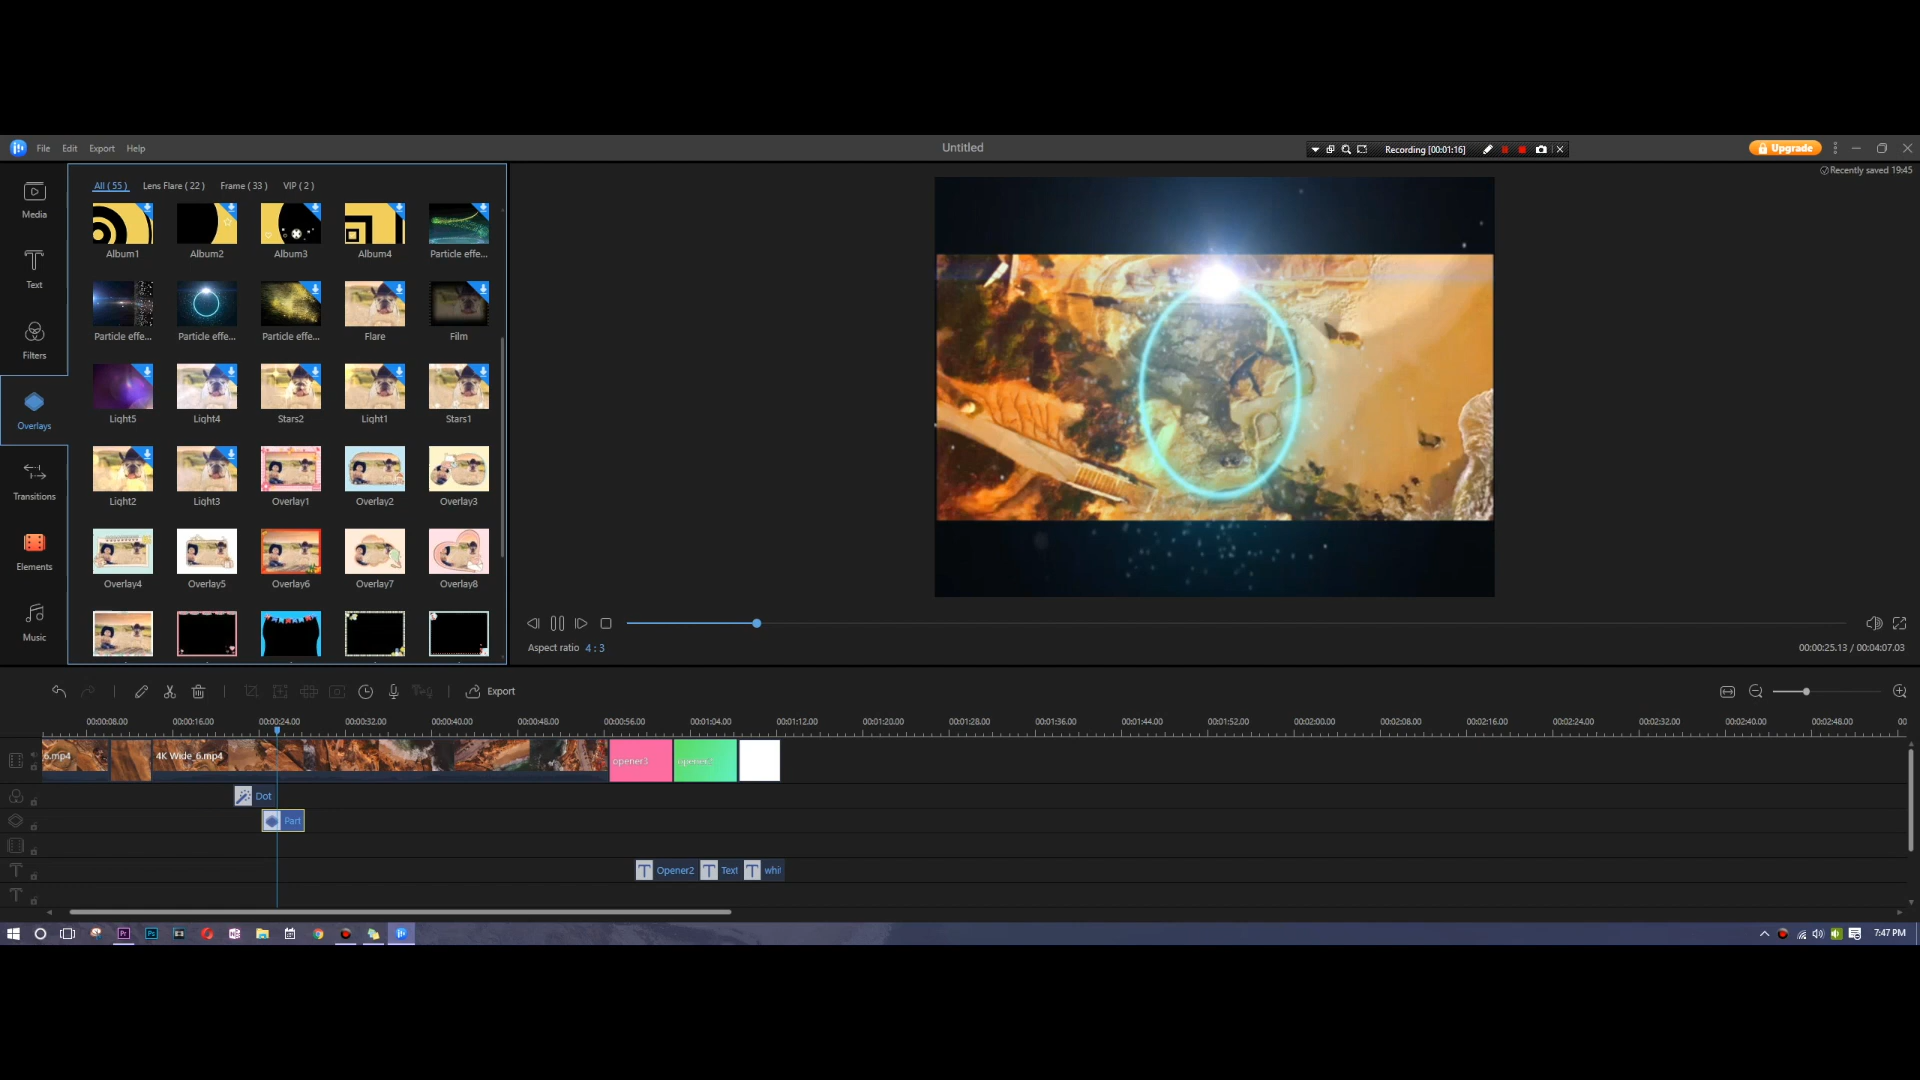 File Edit Export Help
Untitled
Recording [00:01:16]
Upgrade
Recently saved 19:45
Media
Text
Filters
Overlays
Transitions
Elements
Music
All ( 55 ) Lens Flare ( 22 ) Frame ( 33 ) VIP ( 2 )
Album1 Album2 Album3 Album4 Particle effe...
Particle effe... Particle effe... Particle effe... Flare Film
Light5 Light4 Stars2 Light1 Stars1
Light2 Light3 Overlay1 Overlay2 Overlay3
Overlay4 Overlay5 Overlay6 Overlay7 Overlay8
Aspect ratio 4 : 3
00:00:25.13 / 00:04:07.03
Export
00:00:08.00 00:00:16.00 00:00:24.00 00:00:32.00 00:00:40.00 00:00:48.00 00:00:56.00 00:01:04.00 00:01:12.00 00:01:20.00 00:01:28.00 00:01:36.00 00:01:44.00 00:01:52.00 00:02:00.00 00:02:08.00 00:02:16.00 00:02:24.00 00:02:32.00 00:02:40.00 00:02:48.00 00
6.mp4 4K Wide_6.mp4 opener3
Dot
Part
Opener2 Text whi
Pr Ps
7:47 PM